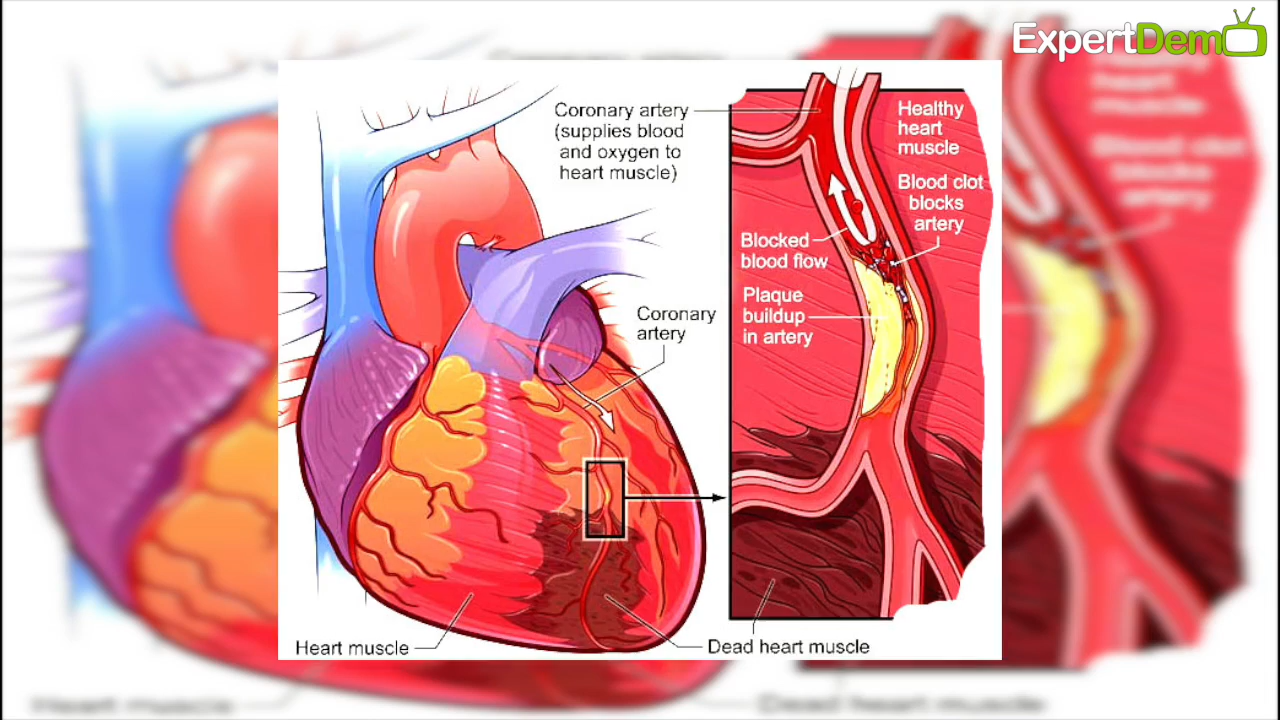 ExpertDem
Coronary artery
(supplies blood
and oxygen to
heart muscle)
Healthy
heart
muscle
Blood clot
blocks
artery
Blocked
blood flow
Plaque
buildup
in artery
Coronary
artery
Heart muscle
Dead heart muscle